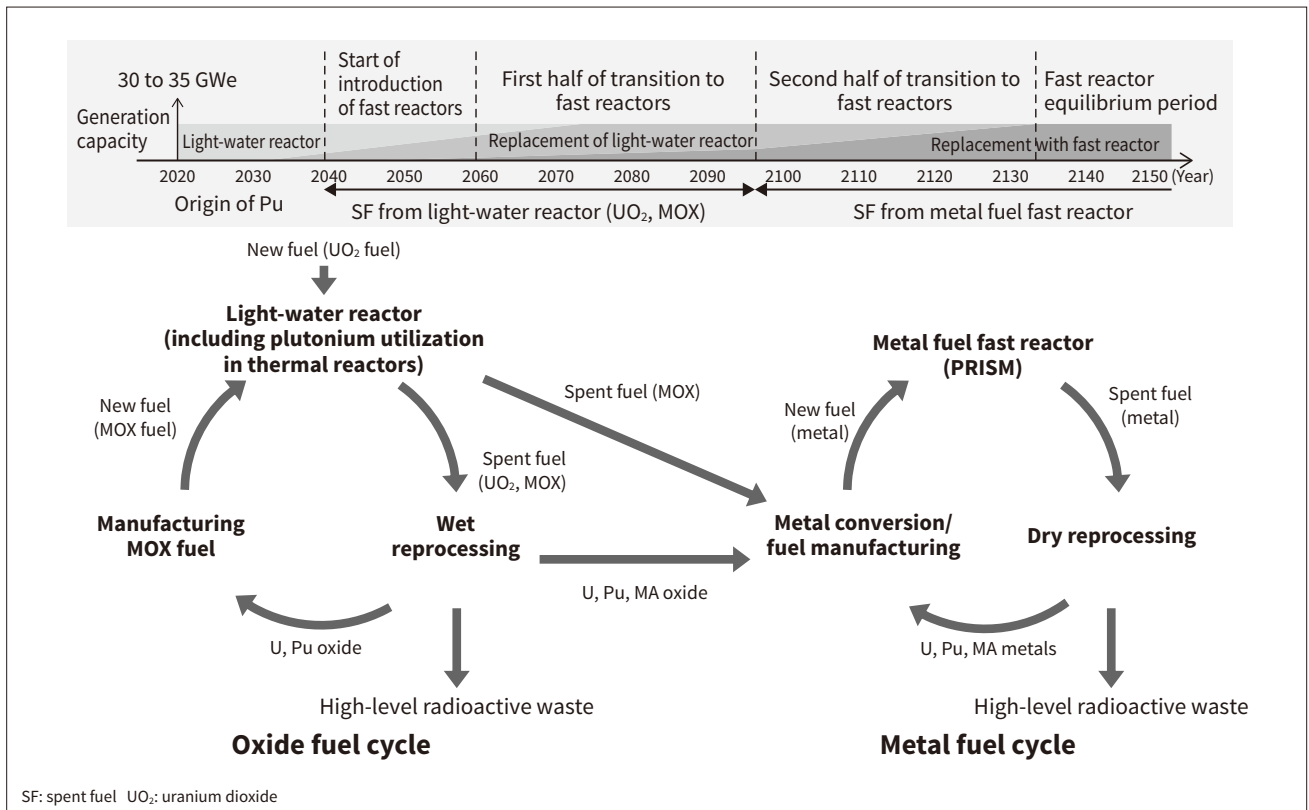 30 to 35 GWe
Generation
capacity
Start of
introduction
of fast reactors
First half of transition to
fast reactors
Second half of transition to
fast reactors
Fast reactor
equilibrium period
Light-water reactor
Replacement of light-water reactor
Replacement with fast reactor
2020 2030 2040 2050 2060 2070 2080 2090 2100 2110 2120 2130 2140 2150 (Year)
Origin of Pu
SF from light-water reactor (UO₂, MOX)
SF from metal fuel fast reactor
New fuel (UO₂ fuel)
Light-water reactor
(including plutonium utilization
in thermal reactors)
New fuel
(MOX fuel)
Spent fuel
(UO₂, MOX)
Spent fuel (MOX)
Manufacturing
MOX fuel
Wet
reprocessing
U, Pu oxide
U, Pu, MA oxide
High-level radioactive waste
Oxide fuel cycle
Metal fuel fast reactor
(PRISM)
New fuel
(metal)
Spent fuel
(metal)
Metal conversion/
fuel manufacturing
Dry reprocessing
U, Pu, MA metals
High-level radioactive waste
Metal fuel cycle
SF: spent fuel UO₂: uranium dioxide